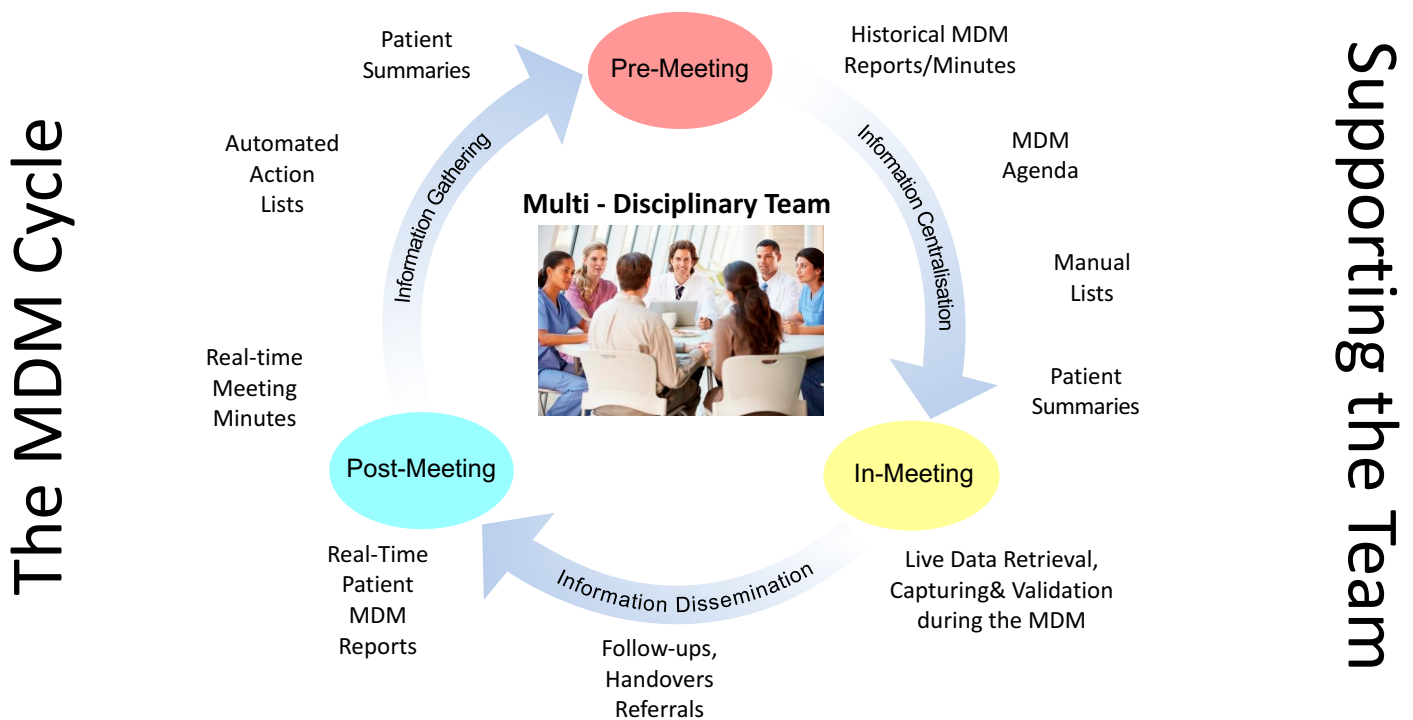 The MDM Cycle
Patient
Summaries
Pre-Meeting
Historical MDM
Reports/Minutes
Automated
Action
Lists
Information Gathering
Information Centralisation
MDM
Agenda
Multi - Disciplinary Team
Manual
Lists
Real-time
Meeting
Minutes
Patient
Summaries
Post-Meeting
In-Meeting
Real-Time
Patient
MDM
Reports
Information Dissemination
Live Data Retrieval,
Capturing& Validation
during the MDM
Follow-ups,
Handovers
Referrals
Supporting the Team